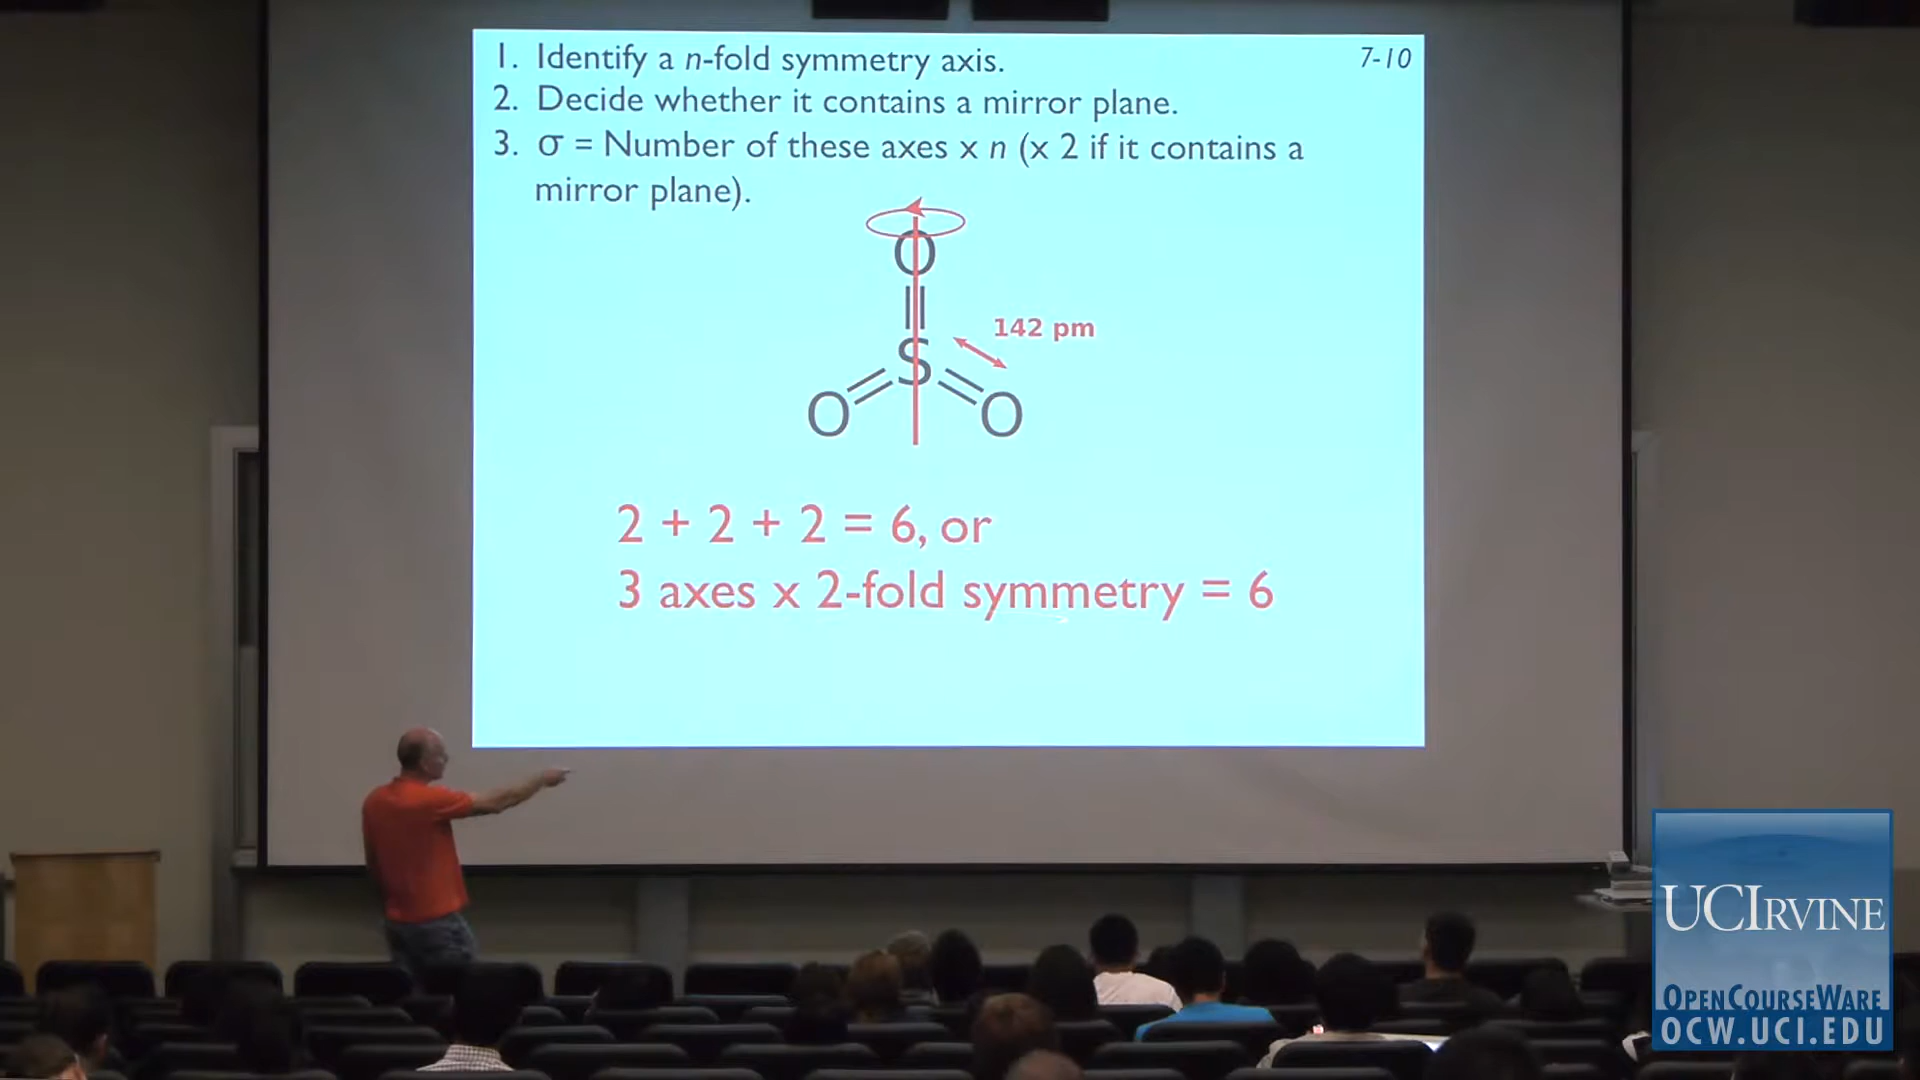 1. Identify a n-fold symmetry axis.
7-10
2. Decide whether it contains a mirror plane.
3. σ = Number of these axes x n (x 2 if it contains a
mirror plane).
O
142 pm
S
O O
2 + 2 + 2 = 6, or
3 axes x 2-fold symmetry = 6
UCIRVINE
OPENCOURSEWARE
OCW.UCI.EDU